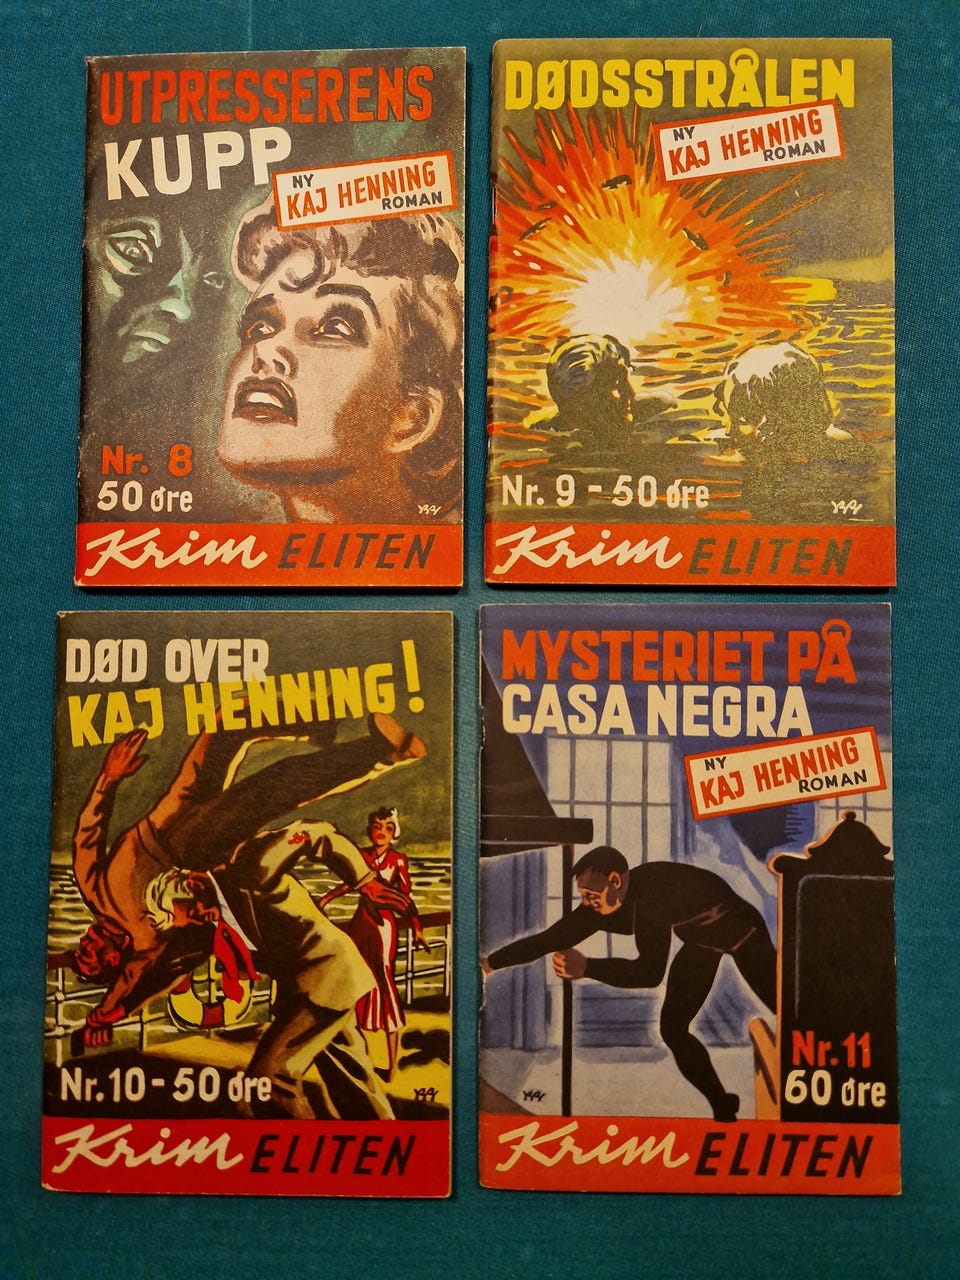 UTPRESSERENS
KUPP
NY
KAJ HENNING
ROMAN
Nr. 8
50 øre
Krim ELITEN
DØDSSTRÅLEN
NY
KAJ HENNING
ROMAN
Nr. 9 - 50 øre
Krim ELITEN
DØD OVER
KAJ HENNING!
Nr. 10 - 50 øre
Krim ELITEN
MYSTERIET PÅ
CASA NEGRA
NY
KAJ HENNING
ROMAN
Nr. 11
60 øre
Krim ELITEN